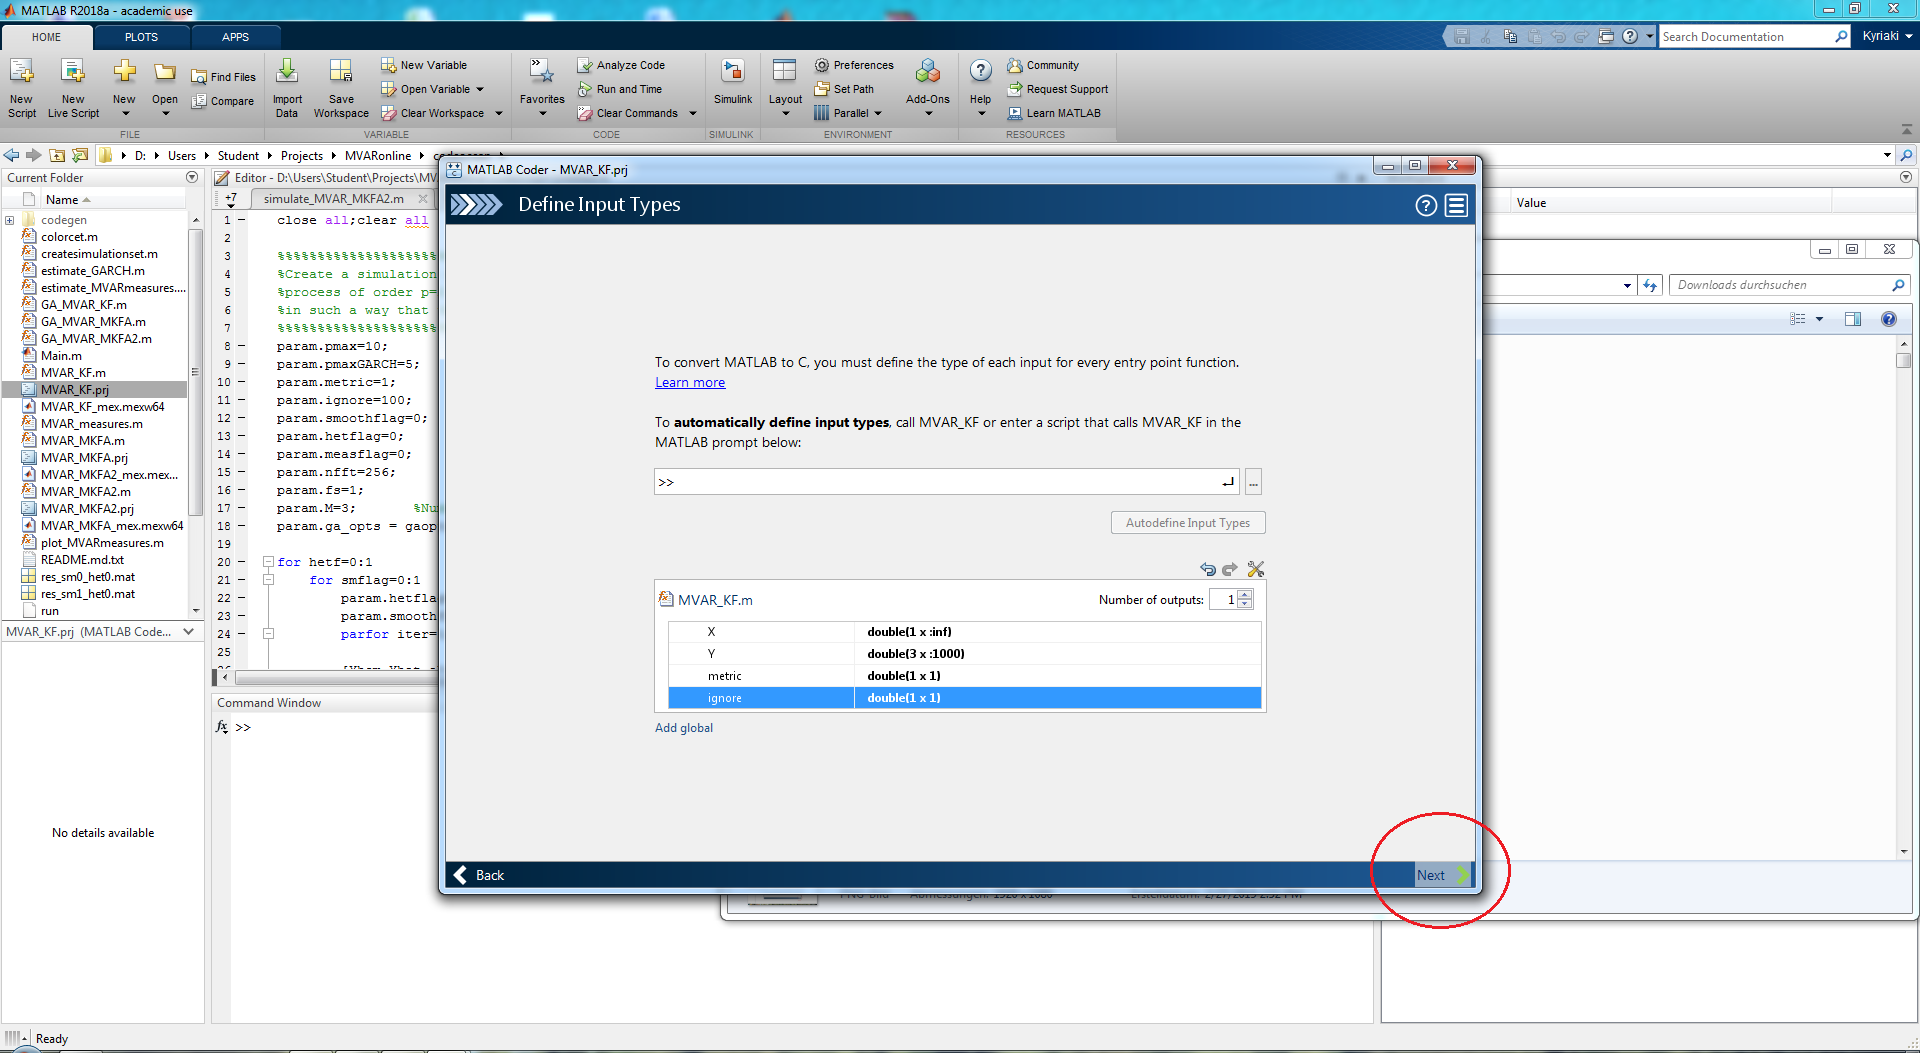 MATLAB R2018a - academic use
HOME PLOTS APPS
Search Documentation
Kyriaki
New Script
New Live Script
New
Open
Find Files
Compare
FILE
Import Data
Save Workspace
New Variable
Open Variable
Clear Workspace
VARIABLE
Favorites
Analyze Code
Run and Time
Clear Commands
CODE
Simulink
SIMULINK
Layout
Preferences
Set Path
Parallel
Add-Ons
ENVIRONMENT
Help
Community
Request Support
Learn MATLAB
RESOURCES
D: Users Student Projects MVARonline
Current Folder
Name
codegen
colorcet.m
createsimulationset.m
estimate_GARCH.m
estimate_MVARmeasures....
GA_MVAR_KF.m
GA_MVAR_MKFA.m
GA_MVAR_MKFA2.m
Main.m
MVAR_KF.m
MVAR_KF.prj
MVAR_KF_mex.mexw64
MVAR_measures.m
MVAR_MKFA.m
MVAR_MKFA.prj
MVAR_MKFA2_mex.mex...
MVAR_MKFA2.m
MVAR_MKFA2.prj
MVAR_MKFA_mex.mexw64
plot_MVARmeasures.m
README.md.txt
res_sm0_het0.mat
res_sm1_het0.mat
run
MVAR_KF.prj (MATLAB Code...
No details available
Ready
Editor - D:\Users\Student\Projects\MV
+7 simulate_MVAR_MKFA2.m
1 – close all;clear all
2
3 %%%%%%%%%%%%%%%%%%%%
4 %Create a simulation
5 %process of order p=
6 %in such a way that
7 %%%%%%%%%%%%%%%%%%%%
8 – param.pmax=10;
9 – param.pmaxGARCH=5;
10 – param.metric=1;
11 – param.ignore=100;
12 – param.smoothflag=0;
13 – param.hetflag=0;
14 – param.measflag=0;
15 – param.nfft=256;
16 – param.fs=1;
17 – param.M=3; %Nu
18 – param.ga_opts = gaop
19
20 – for hetf=0:1
21 – for smflag=0:1
22 – param.hetfla
23 – param.smooth
24 – parfor iter=
25
Command Window
fx >>
MATLAB Coder - MVAR_KF.prj
Define Input Types
To convert MATLAB to C, you must define the type of each input for every entry point function.
Learn more
To automatically define input types, call MVAR_KF or enter a script that calls MVAR_KF in the
MATLAB prompt below:
>>
...
Autodefine Input Types
MVAR_KF.m Number of outputs: 1
X double(1 x :inf)
Y double(3 x :1000)
metric double(1 x 1)
ignore double(1 x 1)
Add global
Back Next
Value
Downloads durchsuchen